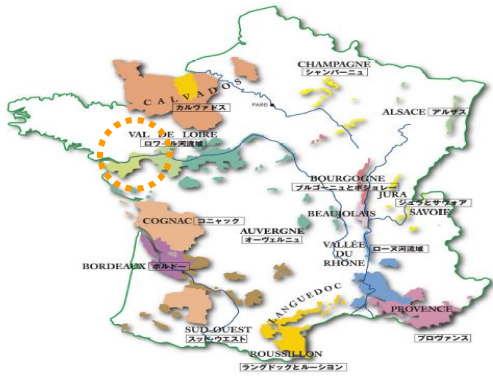 CHAMPAGNE
シャンパーニュ
CALVADOS
カルヴァドス
PARIS
ALSACE アルザス
VAL DE LOIRE
ロワール河流域
BOURGOGNE
ブルゴーニュとボジョレー
JURA
ジュラとサヴォア
SAVOIE
BEAUJOLAIS
COGNAC コニャック
AUVERGNE
オーヴェルニュ
VALLÉE
DU
RHÔNE
ローヌ河流域
BORDEAUX ボルドー
LANGUEDOC
PROVENCE
プロヴァンス
SUD-OUEST
スッド・ウエスト
ROUSSILLON
ラングドックとルーション